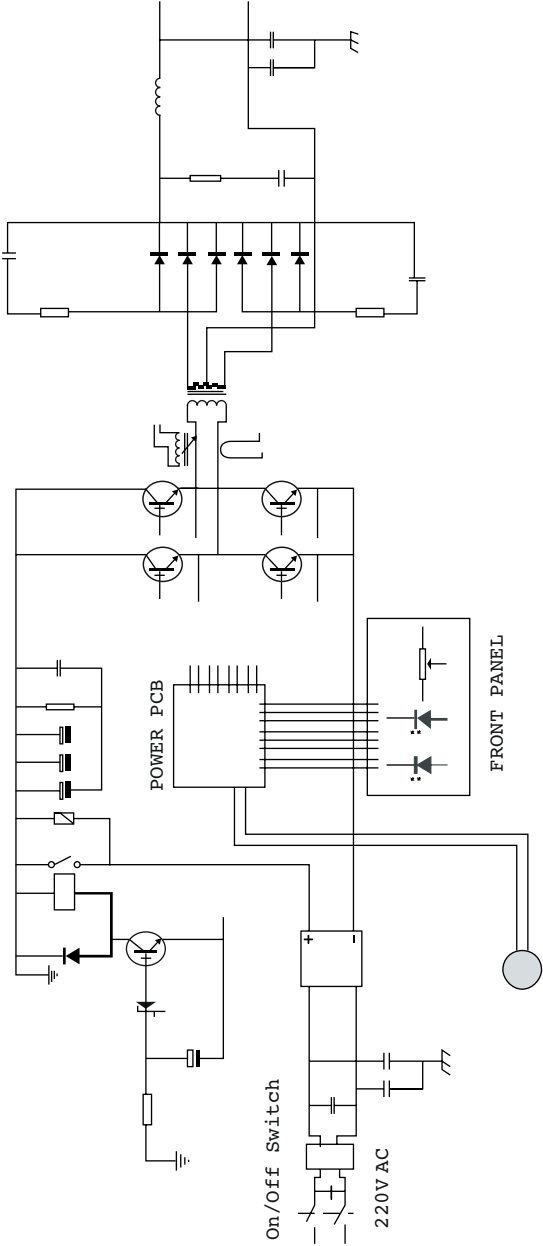 POWER PCB
FRONT PANEL
+
-
On/Off Switch
220V AC